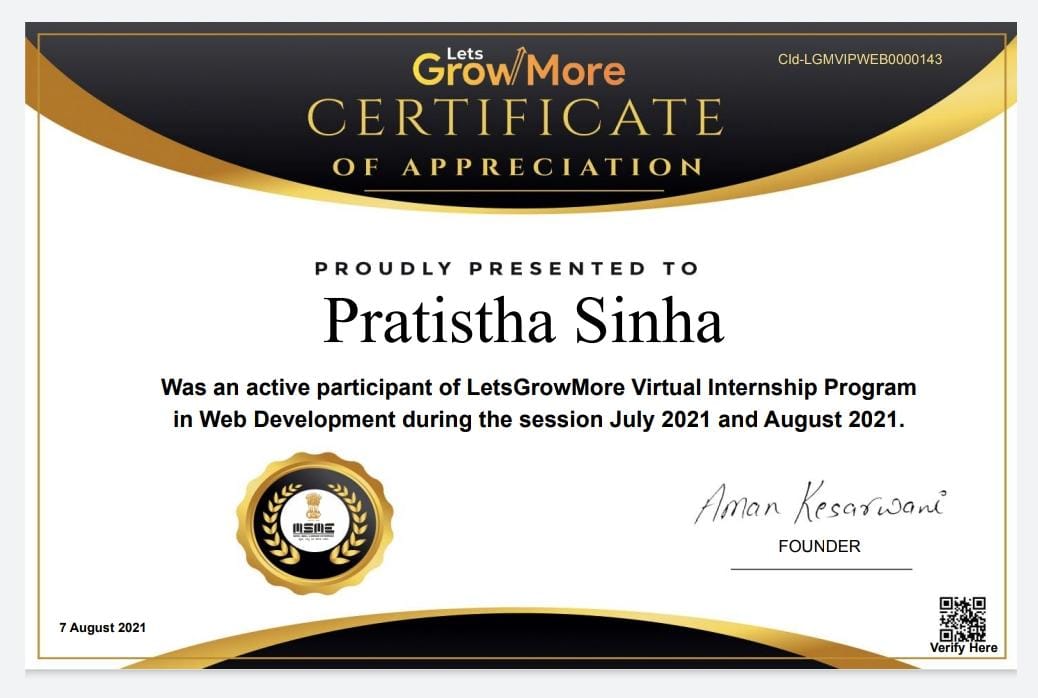 Lets
GrowMore
CId-LGMVIPWEB0000143
CERTIFICATE
OF APPRECIATION
PROUDLY PRESENTED TO
Pratistha Sinha
Was an active participant of LetsGrowMore Virtual Internship Program
in Web Development during the session July 2021 and August 2021.
MSME
Aman Kesarwani
FOUNDER
7 August 2021
Verify Here